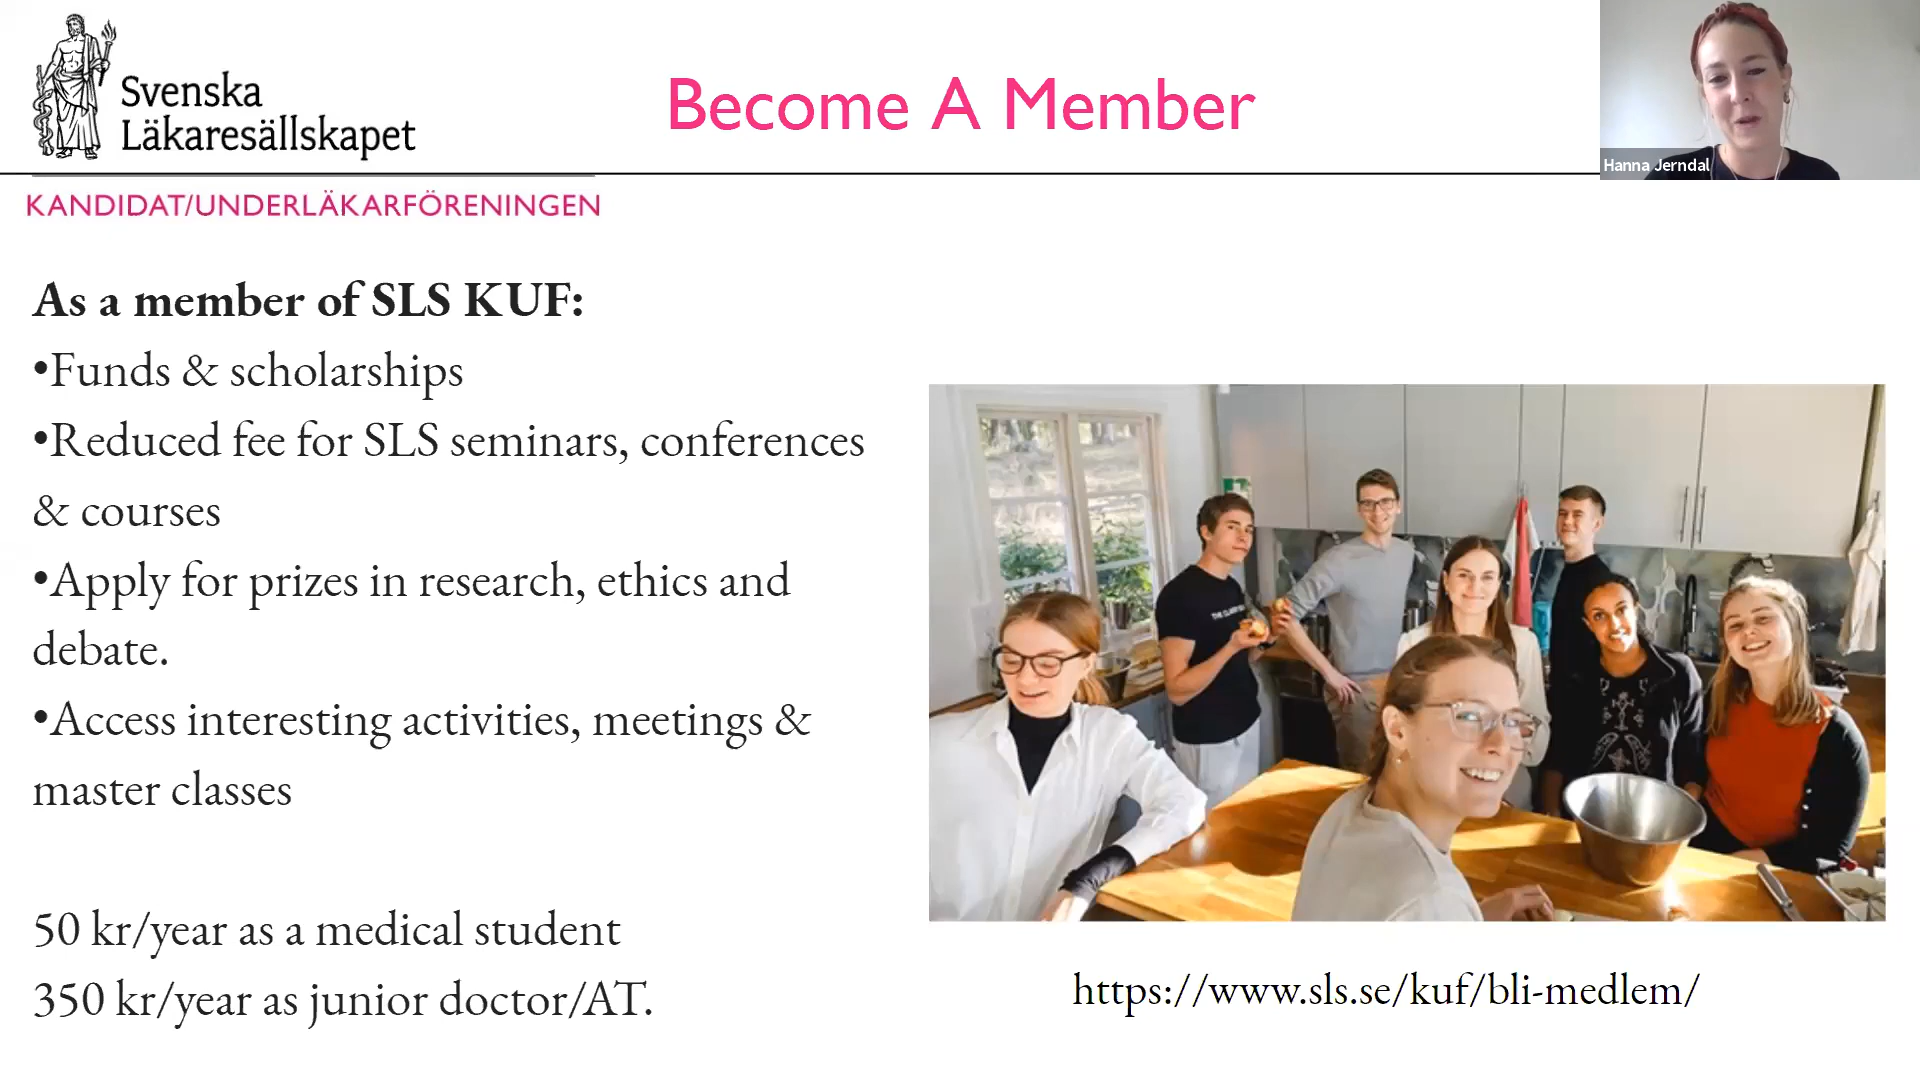 Svenska
Läkaresällskapet
Become A Member
Hanna Jerndal
KANDIDAT/UNDERLÄKARFÖRENINGEN
As a member of SLS KUF:
•Funds & scholarships
•Reduced fee for SLS seminars, conferences
& courses
•Apply for prizes in research, ethics and
debate.
•Access interesting activities, meetings &
master classes
50 kr/year as a medical student
350 kr/year as junior doctor/AT.
https://www.sls.se/kuf/bli-medlem/